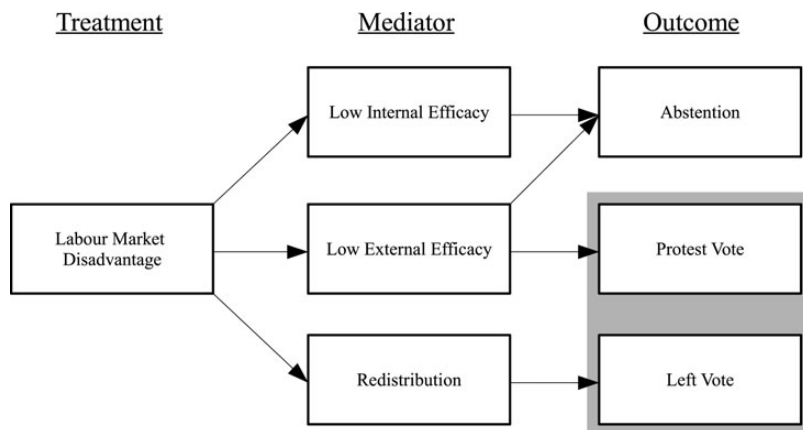 Treatment
Mediator
Outcome
Low Internal Efficacy
Abstention
Labour Market
Disadvantage
Low External Efficacy
Protest Vote
Redistribution
Left Vote